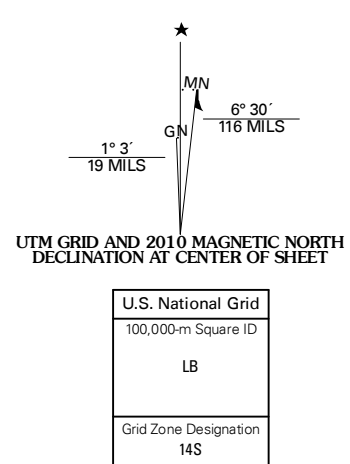 ★
MN
6° 30´
116 MILS
GN
1° 3´
19 MILS
UTM GRID AND 2010 MAGNETIC NORTH
DECLINATION AT CENTER OF SHEET
U.S. National Grid
100,000-m Square ID
LB
Grid Zone Designation
14S